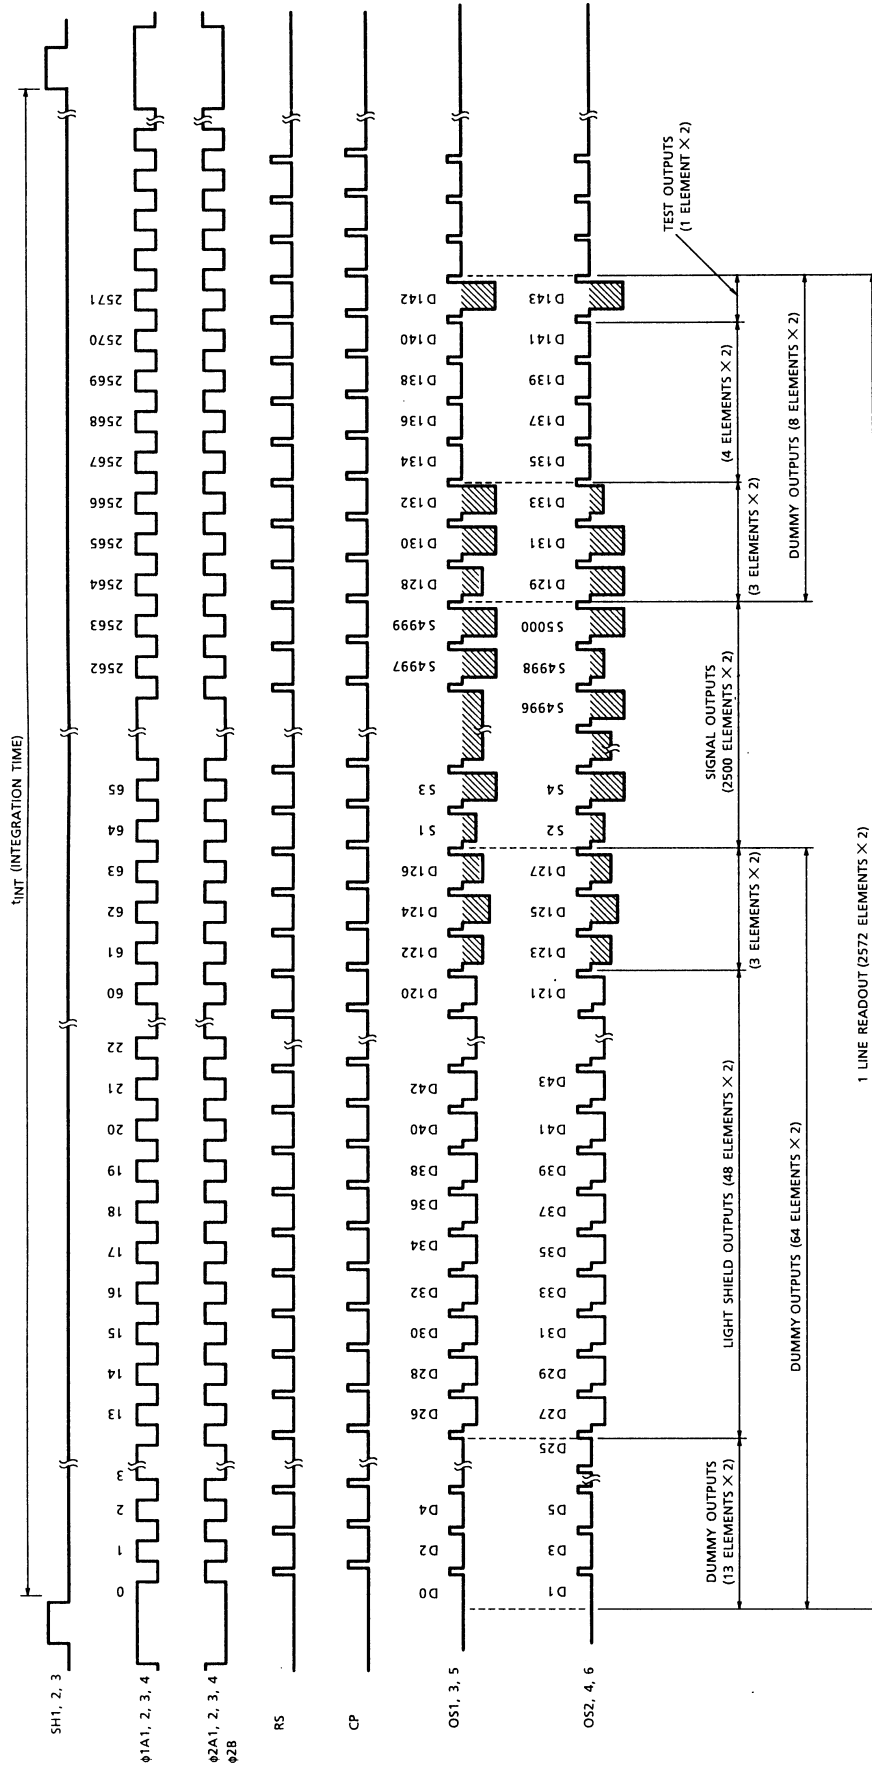 tINT (INTEGRATION TIME)
SH1, 2, 3
ϕ1A1, 2, 3, 4
0 1 2 3 13 14 15 16 17 18 19 20 21 22 60 61 62 63 64 65 2562 2563 2564 2565 2566 2567 2568 2569 2570 2571
ϕ2A1, 2, 3, 4
ϕ2B
RS
CP
OS1, 3, 5
D0 D2 D4 D26 D28 D30 D32 D34 D36 D38 D40 D42 D120 D122 D124 D126 S1 S3 S4997 S4999 D128 D130 D132 D134 D136 D138 D140 D142
OS2, 4, 6
D1 D3 D5 D25 D27 D29 D31 D33 D35 D37 D39 D41 D43 D121 D123 D125 D127 S2 S4 S4996 S4998 S5000 D129 D131 D133 D135 D137 D139 D141 D143
TEST OUTPUTS
(1 ELEMENT × 2)
DUMMY OUTPUTS
(13 ELEMENTS × 2)
LIGHT SHIELD OUTPUTS (48 ELEMENTS × 2)
(3 ELEMENTS × 2)
SIGNAL OUTPUTS
(2500 ELEMENTS × 2)
(3 ELEMENTS × 2)
(4 ELEMENTS × 2)
DUMMY OUTPUTS (64 ELEMENTS × 2)
DUMMY OUTPUTS (8 ELEMENTS × 2)
1 LINE READOUT (2572 ELEMENTS × 2)